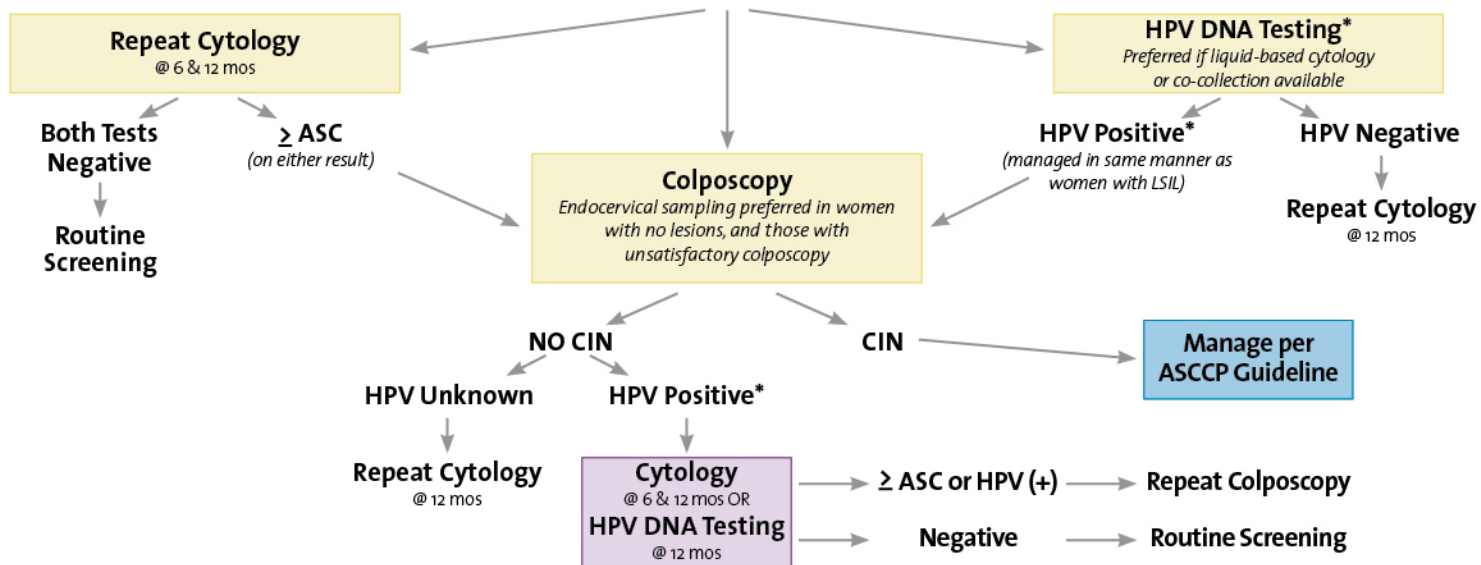 Repeat Cytology
@ 6 & 12 mos
HPV DNA Testing*
Preferred if liquid-based cytology
or co-collection available
Both Tests
Negative
≥ ASC
(on either result)
Routine
Screening
Colposcopy
Endocervical sampling preferred in women
with no lesions, and those with
unsatisfactory colposcopy
HPV Positive*
(managed in same manner as
women with LSIL)
HPV Negative
Repeat Cytology
@ 12 mos
NO CIN
CIN
Manage per
ASCCP Guideline
HPV Unknown
HPV Positive*
Repeat Cytology
@ 12 mos
Cytology
@ 6 & 12 mos OR
HPV DNA Testing
@ 12 mos
≥ ASC or HPV (+)
Repeat Colposcopy
Negative
Routine Screening